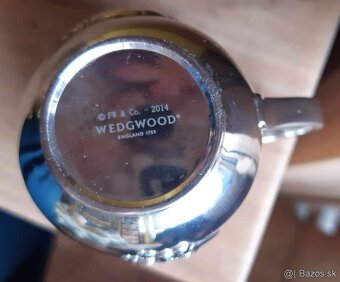 © FW & Co. - 2014
WEDGWOOD®
ENGLAND 1759
@ Bazos.sk